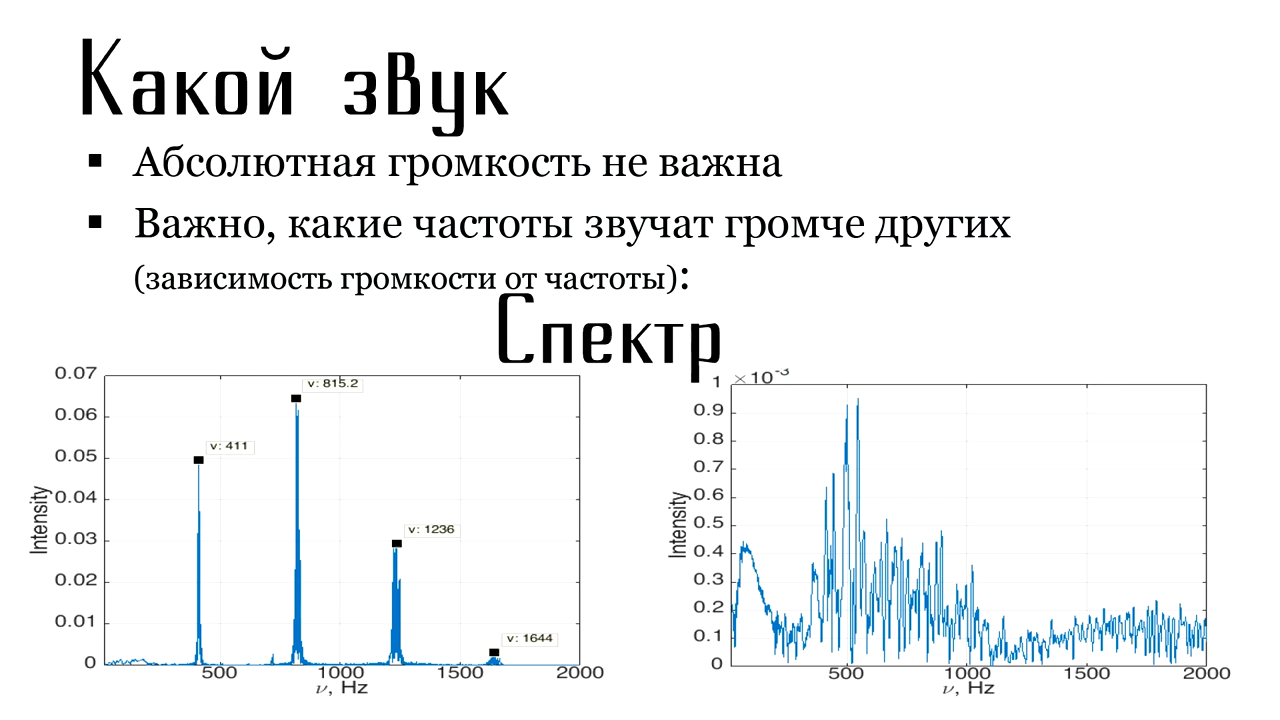 Какой звук
▪ Абсолютная громкость не важна
▪ Важно, какие частоты звучат громче других
(зависимость громкости от частоты):
Спектр
0.07
0.06
0.05
0.04
0.03
0.02
0.01
0
Intensity
ν: 411
ν: 815.2
ν: 1236
ν: 1644
500 1000 1500 2000
ν, Hz
1 ×10⁻³
0.9
0.8
0.7
0.6
0.5
0.4
0.3
0.2
0.1
0
Intensity
500 1000 1500 2000
ν, Hz